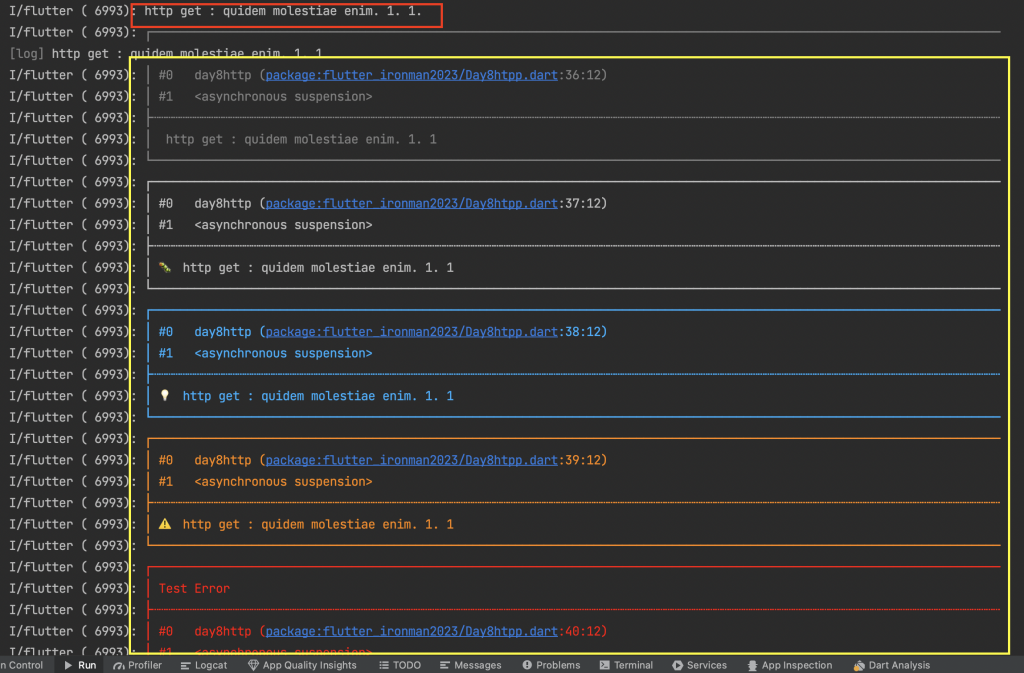 I/flutter ( 6993): http get : quidem molestiae enim. 1. 1.
I/flutter ( 6993):
[log] http get : quidem molestiae enim. 1. 1
I/flutter ( 6993): #0 day8http (package:flutter_ironman2023/Day8htpp.dart:36:12)
I/flutter ( 6993): #1 <asynchronous suspension>
I/flutter ( 6993):
I/flutter ( 6993): http get : quidem molestiae enim. 1. 1
I/flutter ( 6993):
I/flutter ( 6993):
I/flutter ( 6993): #0 day8http (package:flutter_ironman2023/Day8htpp.dart:37:12)
I/flutter ( 6993): #1 <asynchronous suspension>
I/flutter ( 6993):
I/flutter ( 6993): 🐛 http get : quidem molestiae enim. 1. 1
I/flutter ( 6993):
I/flutter ( 6993):
I/flutter ( 6993): #0 day8http (package:flutter_ironman2023/Day8htpp.dart:38:12)
I/flutter ( 6993): #1 <asynchronous suspension>
I/flutter ( 6993):
I/flutter ( 6993): 💡 http get : quidem molestiae enim. 1. 1
I/flutter ( 6993):
I/flutter ( 6993):
I/flutter ( 6993): #0 day8http (package:flutter_ironman2023/Day8htpp.dart:39:12)
I/flutter ( 6993): #1 <asynchronous suspension>
I/flutter ( 6993):
I/flutter ( 6993): ⚠️ http get : quidem molestiae enim. 1. 1
I/flutter ( 6993):
I/flutter ( 6993):
I/flutter ( 6993): Test Error
I/flutter ( 6993):
I/flutter ( 6993): #0 day8http (package:flutter_ironman2023/Day8htpp.dart:40:12)
I/flutter ( 6993): #1 <asynchronous suspension>
n Control Run Profiler Logcat App Quality Insights TODO Messages Problems Terminal Services App Inspection Dart Analysis